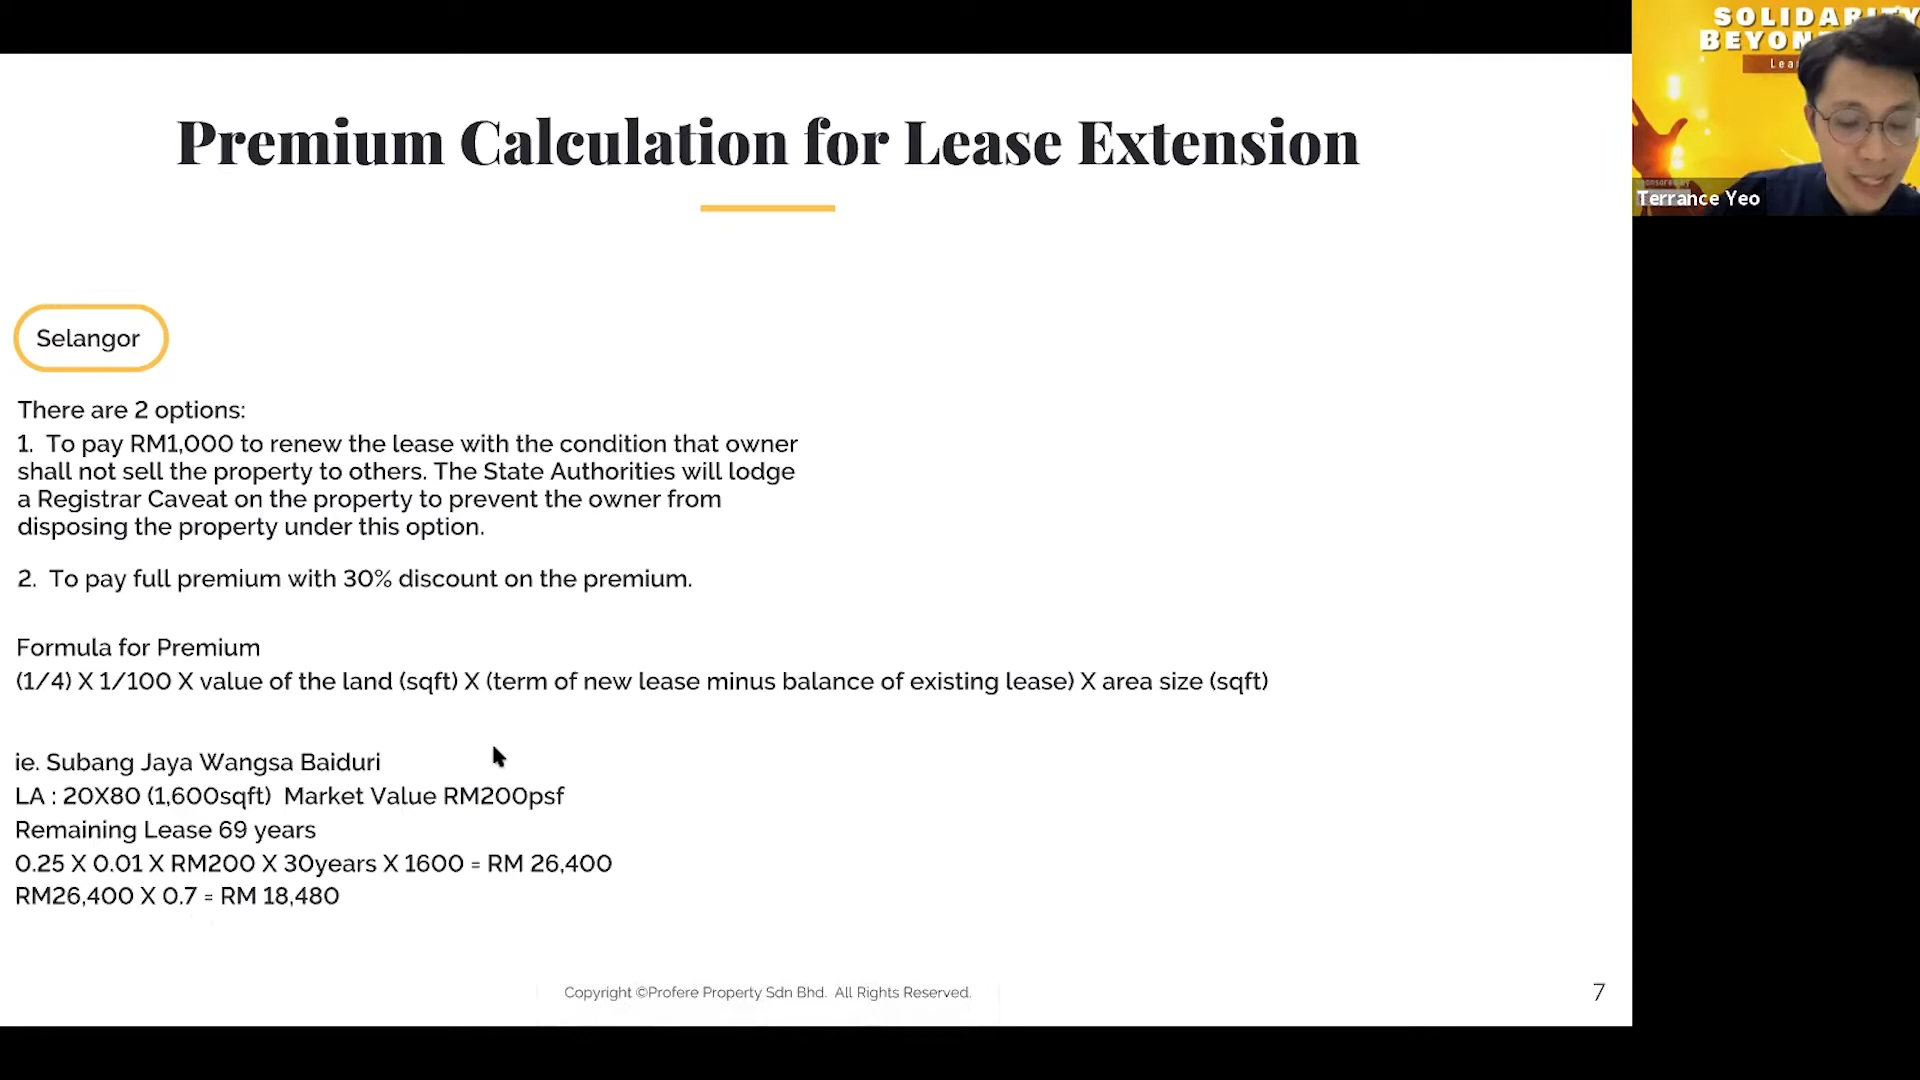 Premium Calculation for Lease Extension
Selangor
There are 2 options:
1.  To pay RM1,000 to renew the lease with the condition that owner
shall not sell the property to others. The State Authorities will lodge
a Registrar Caveat on the property to prevent the owner from
disposing the property under this option.
2.  To pay full premium with 30% discount on the premium.
Formula for Premium
(1/4) X 1/100 X value of the land (sqft) X (term of new lease minus balance of existing lease) X area size (sqft)
ie. Subang Jaya Wangsa Baiduri
LA : 20X80 (1,600sqft)  Market Value RM200psf
Remaining Lease 69 years
0.25 X 0.01 X RM200 X 30years X 1600 = RM 26,400
RM26,400 X 0.7 = RM 18,480
Copyright ©Profere Property Sdn Bhd.  All Rights Reserved.
7
SOLIDARITY
BEYON
Lea
Terrance Yeo